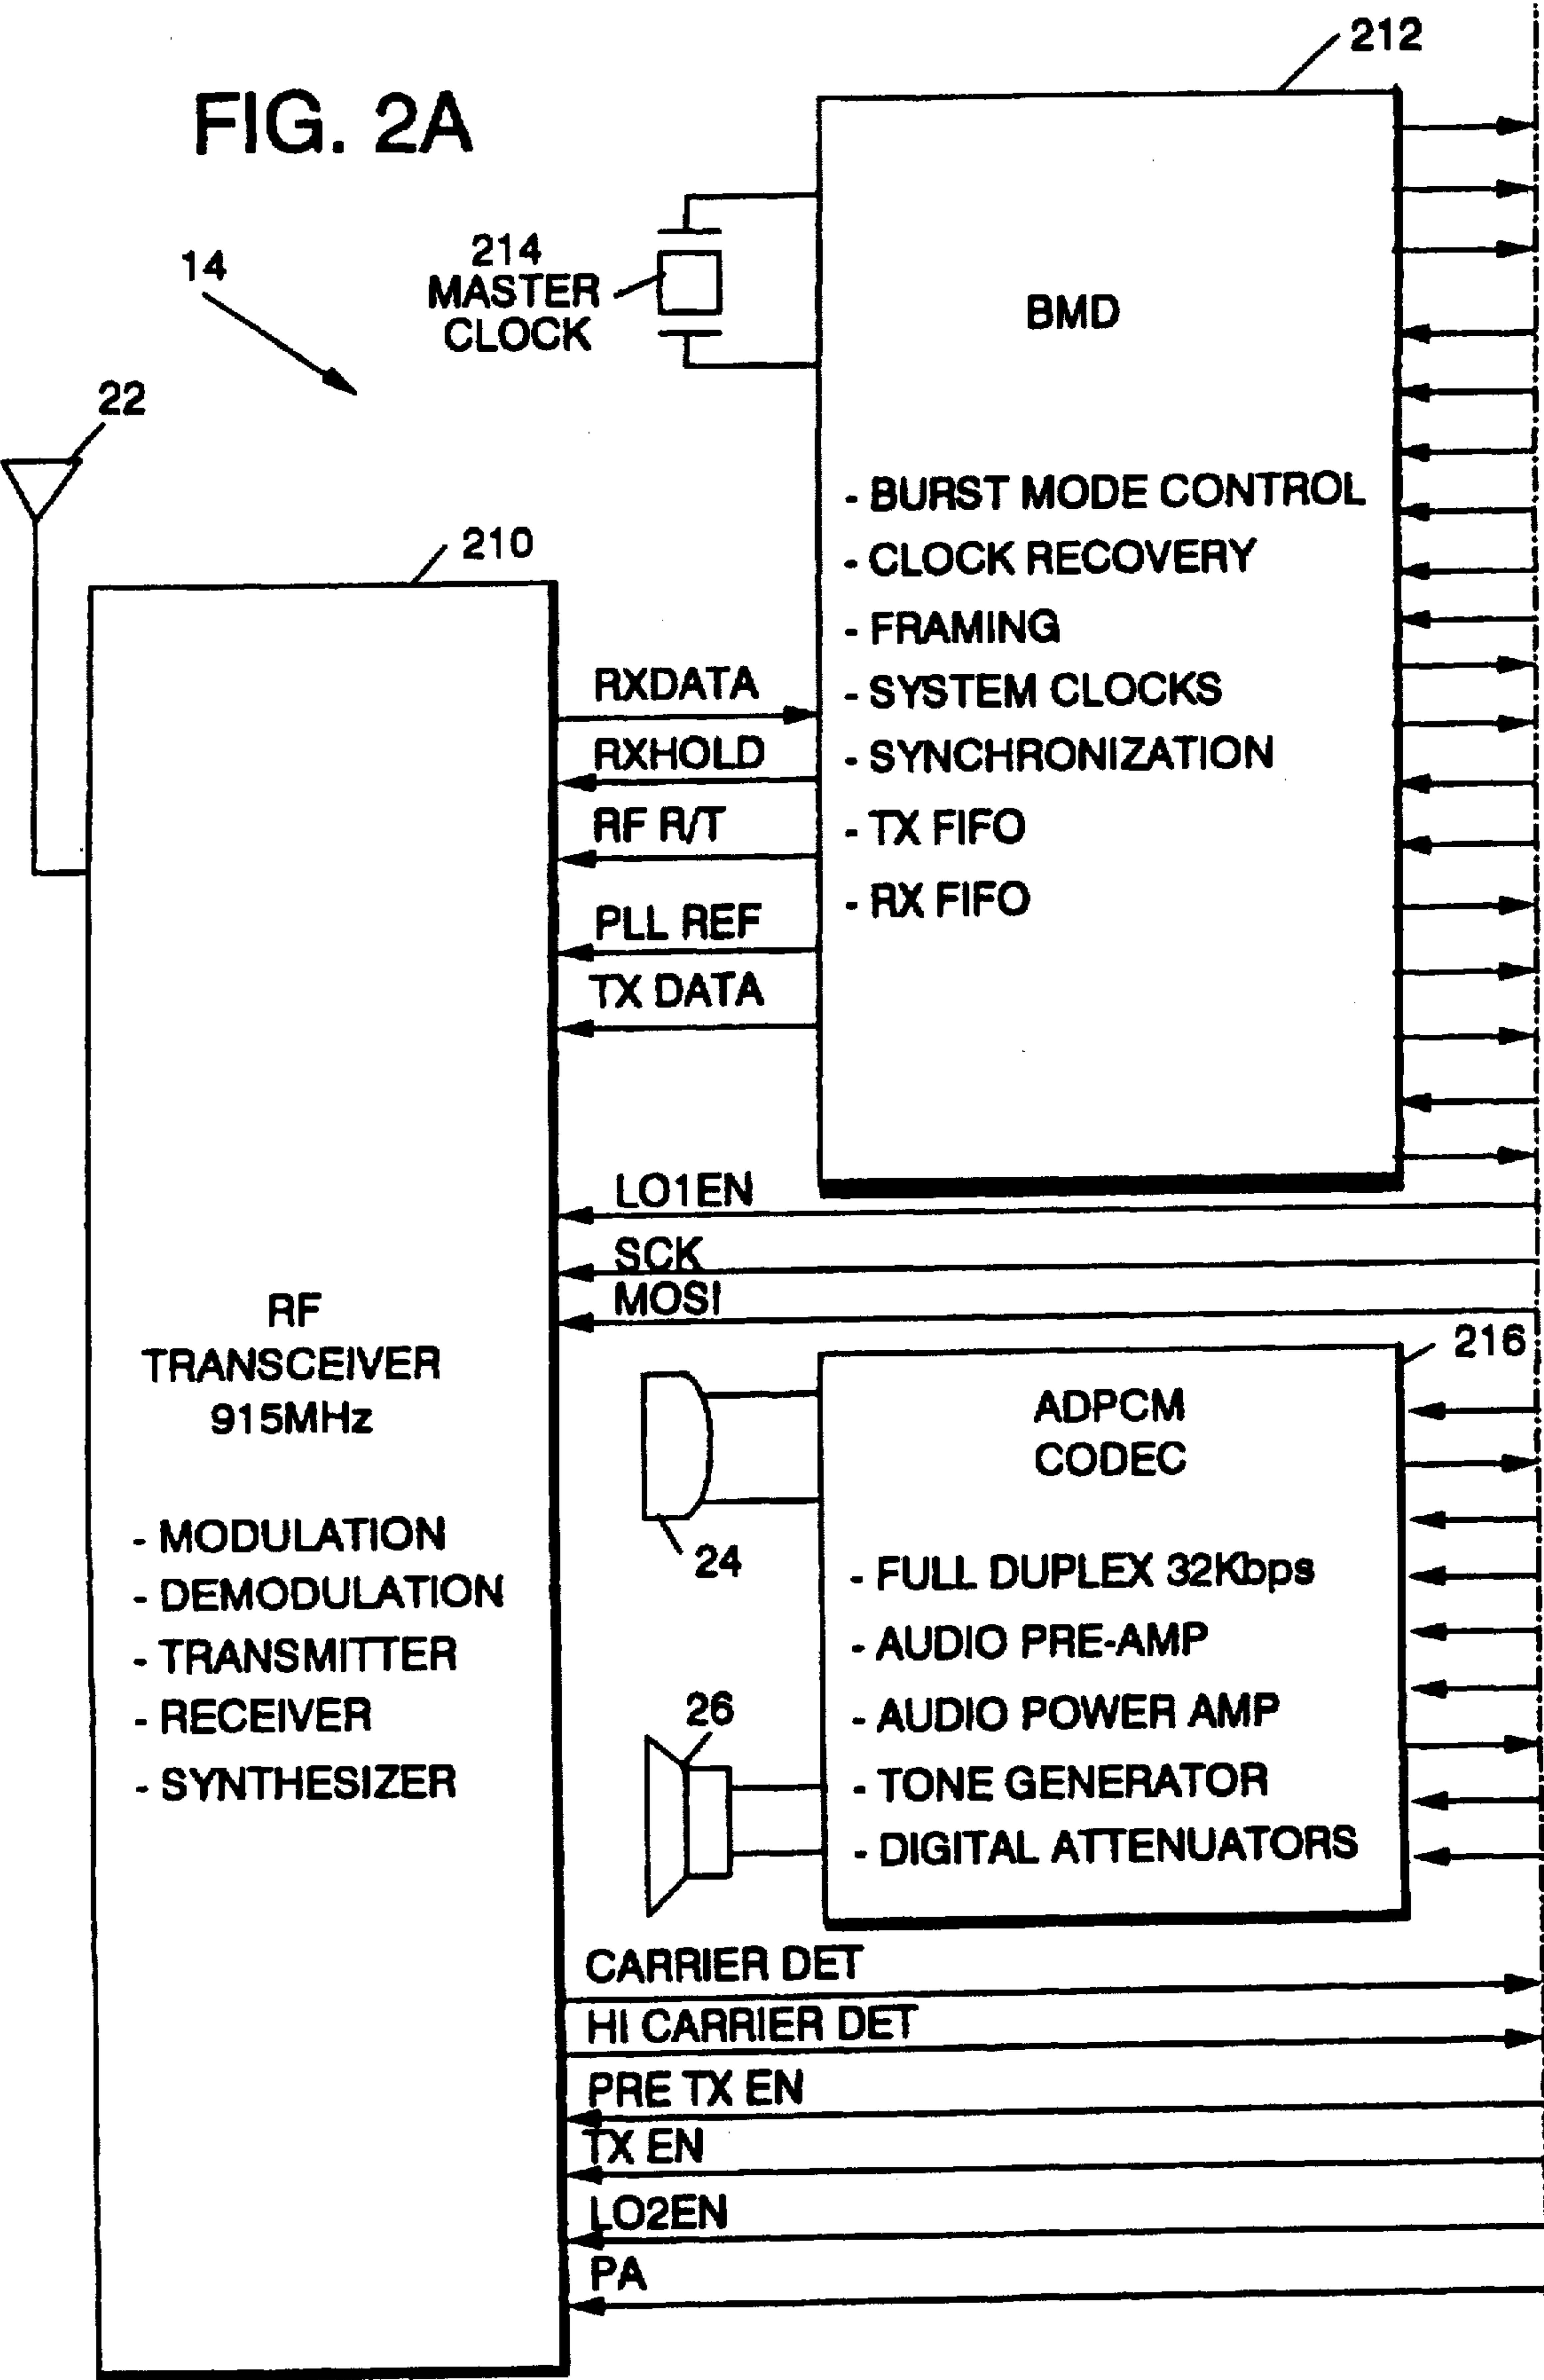 FIG. 2A
212
214
MASTER
CLOCK
14
22
BMD
- BURST MODE CONTROL
- CLOCK RECOVERY
- FRAMING
- SYSTEM CLOCKS
- SYNCHRONIZATION
- TX FIFO
- RX FIFO
210
RXDATA
RXHOLD
RF R/T
PLL REF
TX DATA
LO1EN
SCK
MOSI
RF
TRANSCEIVER
915MHz
- MODULATION
- DEMODULATION
- TRANSMITTER
- RECEIVER
- SYNTHESIZER
216
ADPCM
CODEC
- FULL DUPLEX 32Kbps
- AUDIO PRE-AMP
- AUDIO POWER AMP
- TONE GENERATOR
- DIGITAL ATTENUATORS
24
26
CARRIER DET
HI CARRIER DET
PRE TX EN
TX EN
LO2EN
PA